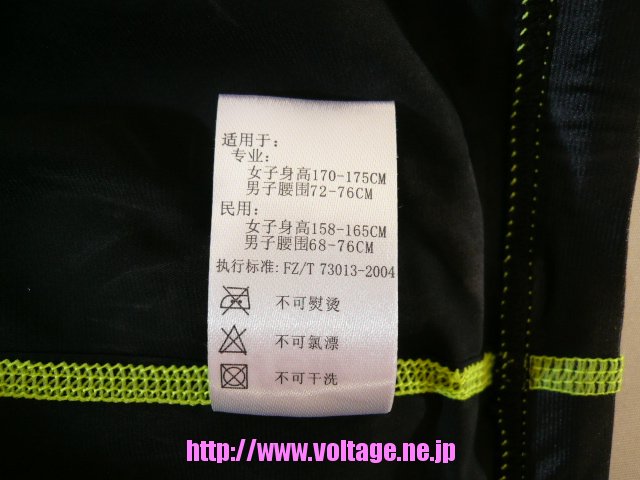 适用于:
专业:
女子身高170-175CM
男子腰围72-76CM
民用:
女子身高158-165CM
男子腰围68-76CM
执行标准: FZ/T 73013-2004
不可熨烫
不可氯漂
不可干洗
http://www.voltage.ne.jp